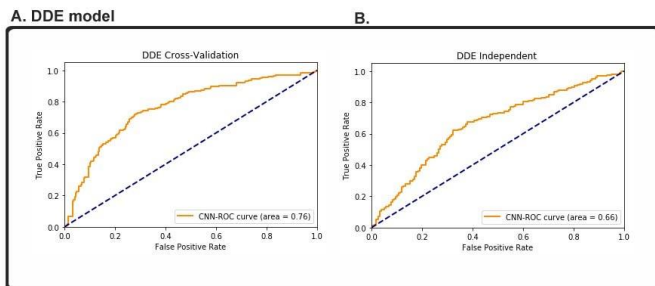 A. DDE model
B.
DDE Cross-Validation
1.0
0.8
0.6
0.4
0.2
0.0
True Positive Rate
0.0 0.2 0.4 0.6 0.8 1.0
False Positive Rate
CNN-ROC curve (area = 0.76)
DDE Independent
1.0
0.8
0.6
0.4
0.2
0.0
True Positive Rate
0.0 0.2 0.4 0.6 0.8 1.0
False Positive Rate
CNN-ROC curve (area = 0.66)